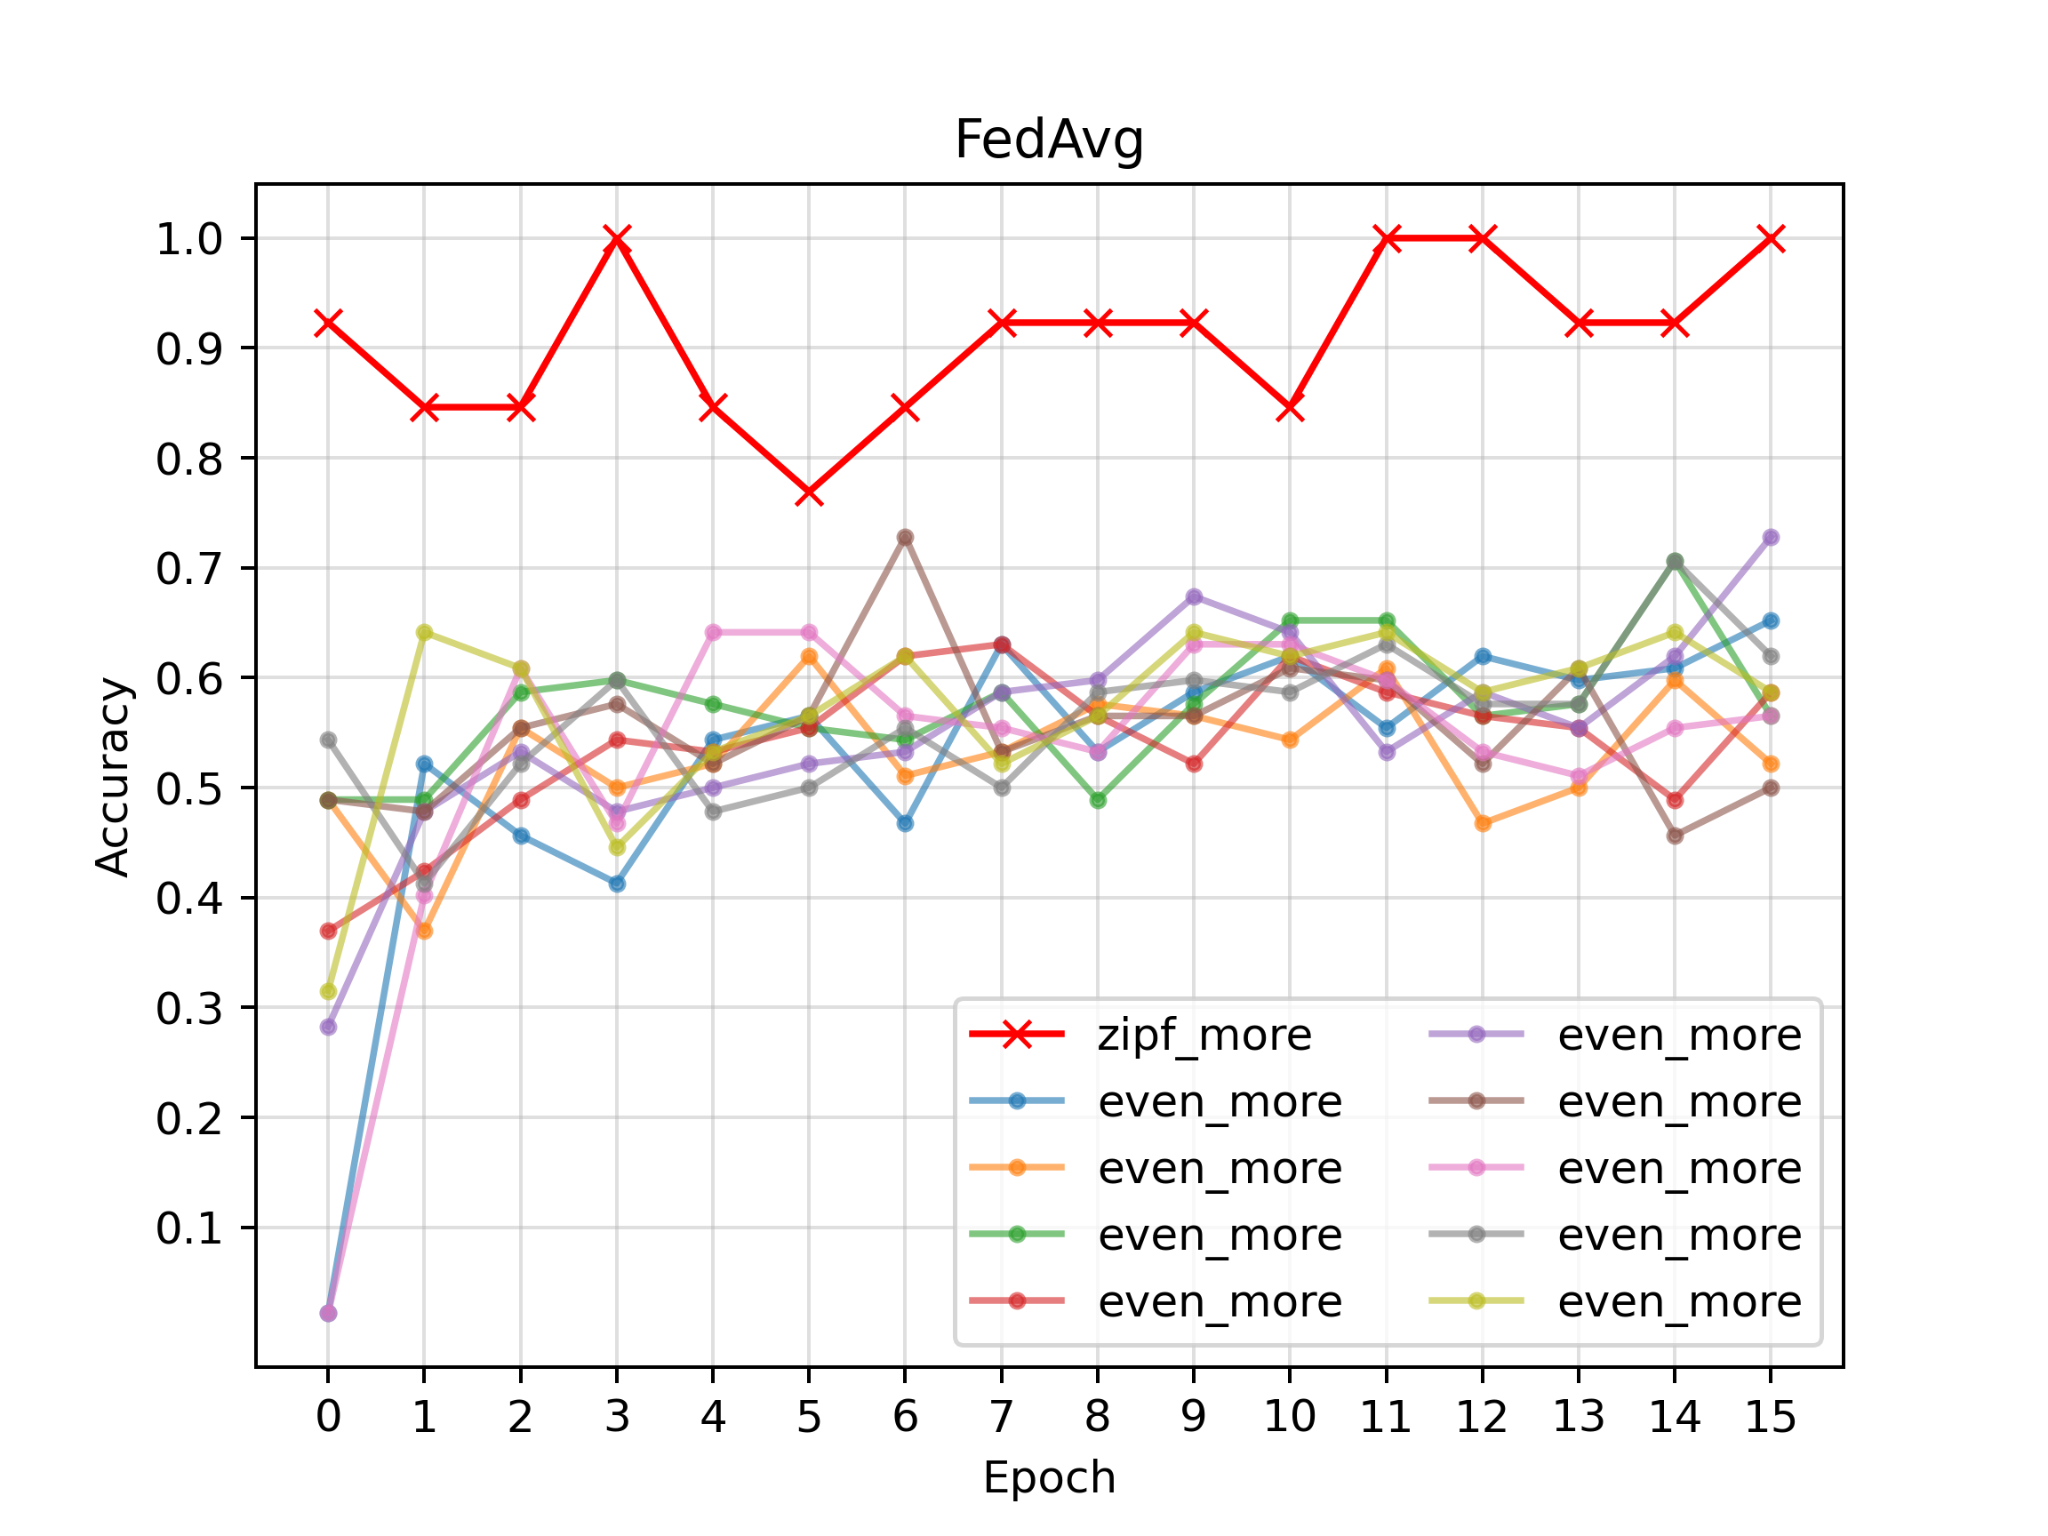 FedAvg
1.0
0.9
0.8
0.7
0.6
0.5
0.4
0.3
0.2
0.1
Accuracy
zipf_more
even_more
even_more
even_more
even_more
even_more
even_more
even_more
even_more
even_more
0 1 2 3 4 5 6 7 8 9 10 11 12 13 14 15
Epoch